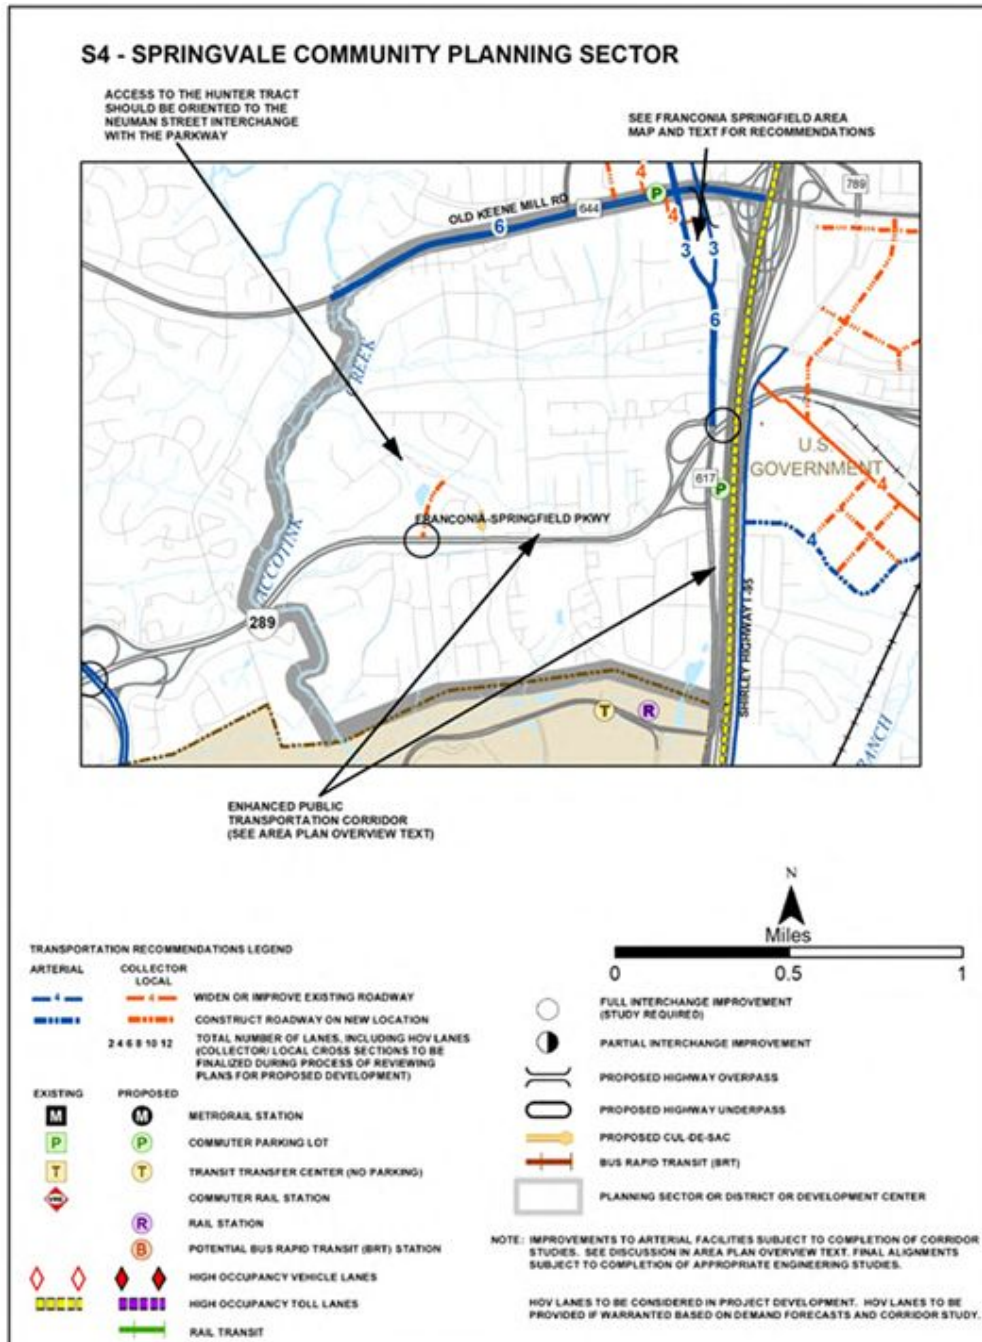 S4 - SPRINGVALE COMMUNITY PLANNING SECTOR
ACCESS TO THE HUNTER TRACT
SHOULD BE ORIENTED TO THE
NEUMAN STREET INTERCHANGE
WITH THE PARKWAY
SEE FRANCONIA SPRINGFIELD AREA
MAP AND TEXT FOR RECOMMENDATIONS
4
P
789
OLD KEENE MILL RD
644
6
4
3
3
6
CREEK
ACCOTINK
U.S.
GOVERNMENT
617
P
4
FRANCONIA-SPRINGFIELD PKWY
4
289
SHIRLEY HIGHWAY I-95
T
R
BRANCH
ENHANCED PUBLIC
TRANSPORTATION CORRIDOR
(SEE AREA PLAN OVERVIEW TEXT)
N
Miles
0 0.5 1
TRANSPORTATION RECOMMENDATIONS LEGEND
ARTERIAL COLLECTOR
LOCAL
4 4 WIDEN OR IMPROVE EXISTING ROADWAY
CONSTRUCT ROADWAY ON NEW LOCATION
2 4 6 8 10 12 TOTAL NUMBER OF LANES, INCLUDING HOV LANES
(COLLECTOR/ LOCAL CROSS SECTIONS TO BE
FINALIZED DURING PROCESS OF REVIEWING
PLANS FOR PROPOSED DEVELOPMENT)
EXISTING PROPOSED
M M METRORAIL STATION
P P COMMUTER PARKING LOT
T T TRANSIT TRANSFER CENTER (NO PARKING)
VRE COMMUTER RAIL STATION
R RAIL STATION
B POTENTIAL BUS RAPID TRANSIT (BRT) STATION
HIGH OCCUPANCY VEHICLE LANES
HIGH OCCUPANCY TOLL LANES
RAIL TRANSIT
FULL INTERCHANGE IMPROVEMENT
(STUDY REQUIRED)
PARTIAL INTERCHANGE IMPROVEMENT
PROPOSED HIGHWAY OVERPASS
PROPOSED HIGHWAY UNDERPASS
PROPOSED CUL-DE-SAC
BUS RAPID TRANSIT (BRT)
PLANNING SECTOR OR DISTRICT OR DEVELOPMENT CENTER
NOTE: IMPROVEMENTS TO ARTERIAL FACILITIES SUBJECT TO COMPLETION OF CORRIDOR
STUDIES. SEE DISCUSSION IN AREA PLAN OVERVIEW TEXT. FINAL ALIGNMENTS
SUBJECT TO COMPLETION OF APPROPRIATE ENGINEERING STUDIES.
HOV LANES TO BE CONSIDERED IN PROJECT DEVELOPMENT. HOV LANES TO BE
PROVIDED IF WARRANTED BASED ON DEMAND FORECASTS AND CORRIDOR STUDY.